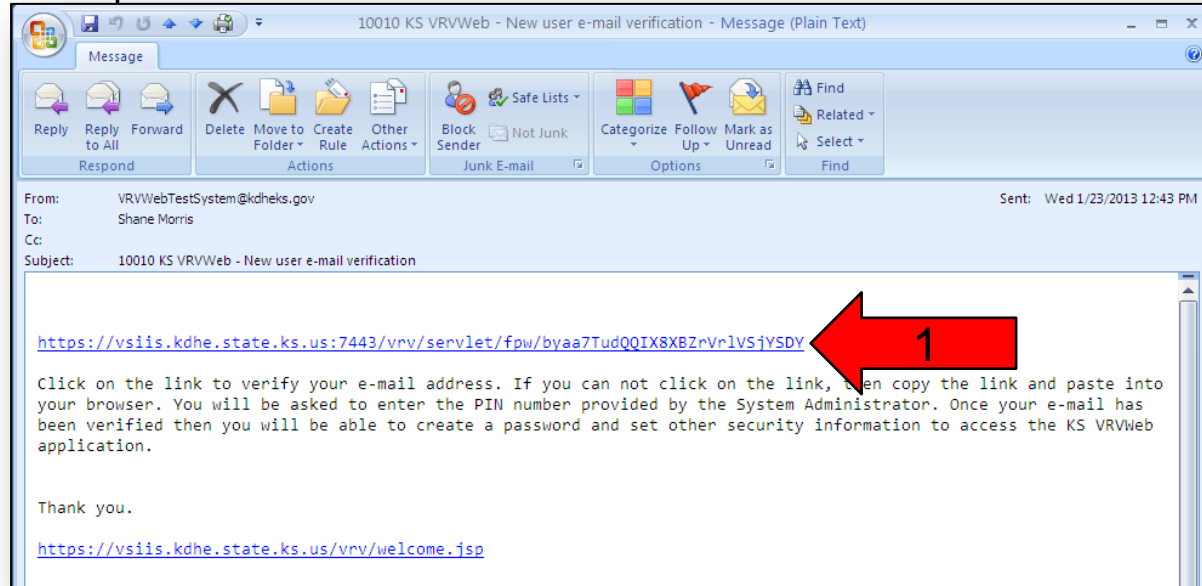 10010 KS VRVWeb - New user e-mail verification - Message (Plain Text)
Message
Reply
Reply to All
Forward
Delete
Move to Folder
Create Rule
Other Actions
Block Sender
Safe Lists
Not Junk
Categorize
Follow Up
Mark as Unread
Find
Related
Select
Respond
Actions
Junk E-mail
Options
Find
From: VRVWebTestSystem@kdheks.gov
Sent: Wed 1/23/2013 12:43 PM
To: Shane Morris
Cc:
Subject: 10010 KS VRVWeb - New user e-mail verification
https://vsiis.kdhe.state.ks.us:7443/vrv/servlet/fpw/byaa7TudQQIX8XBZrVrlVSjYSDY
1
Click on the link to verify your e-mail address. If you can not click on the link, then copy the link and paste into
your browser. You will be asked to enter the PIN number provided by the System Administrator. Once your e-mail has
been verified then you will be able to create a password and set other security information to access the KS VRVWeb
application.
Thank you.
https://vsiis.kdhe.state.ks.us/vrv/welcome.jsp